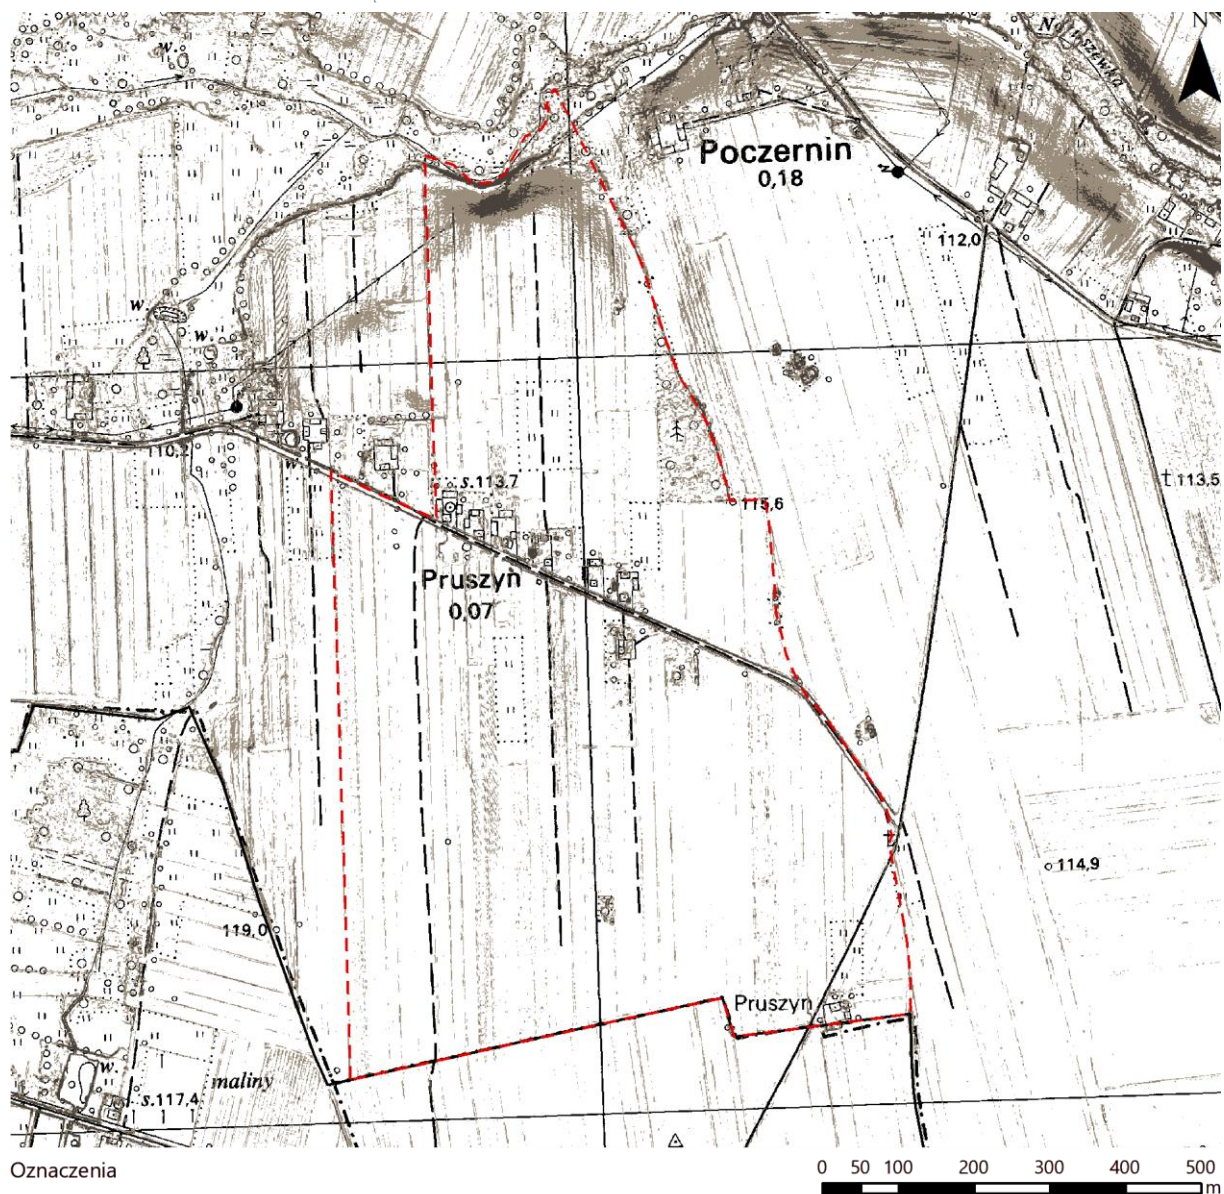 N
N
uszewka
w.
Poczernin
0,18
112,0
w.
w.
110,2
w.
s.113,7
113,5
115,6
Pruszyn
0,07
114,9
119,0
Pruszyn
w.
maliny
s.117,4
Oznaczenia
0 50 100 200 300 400 500
m